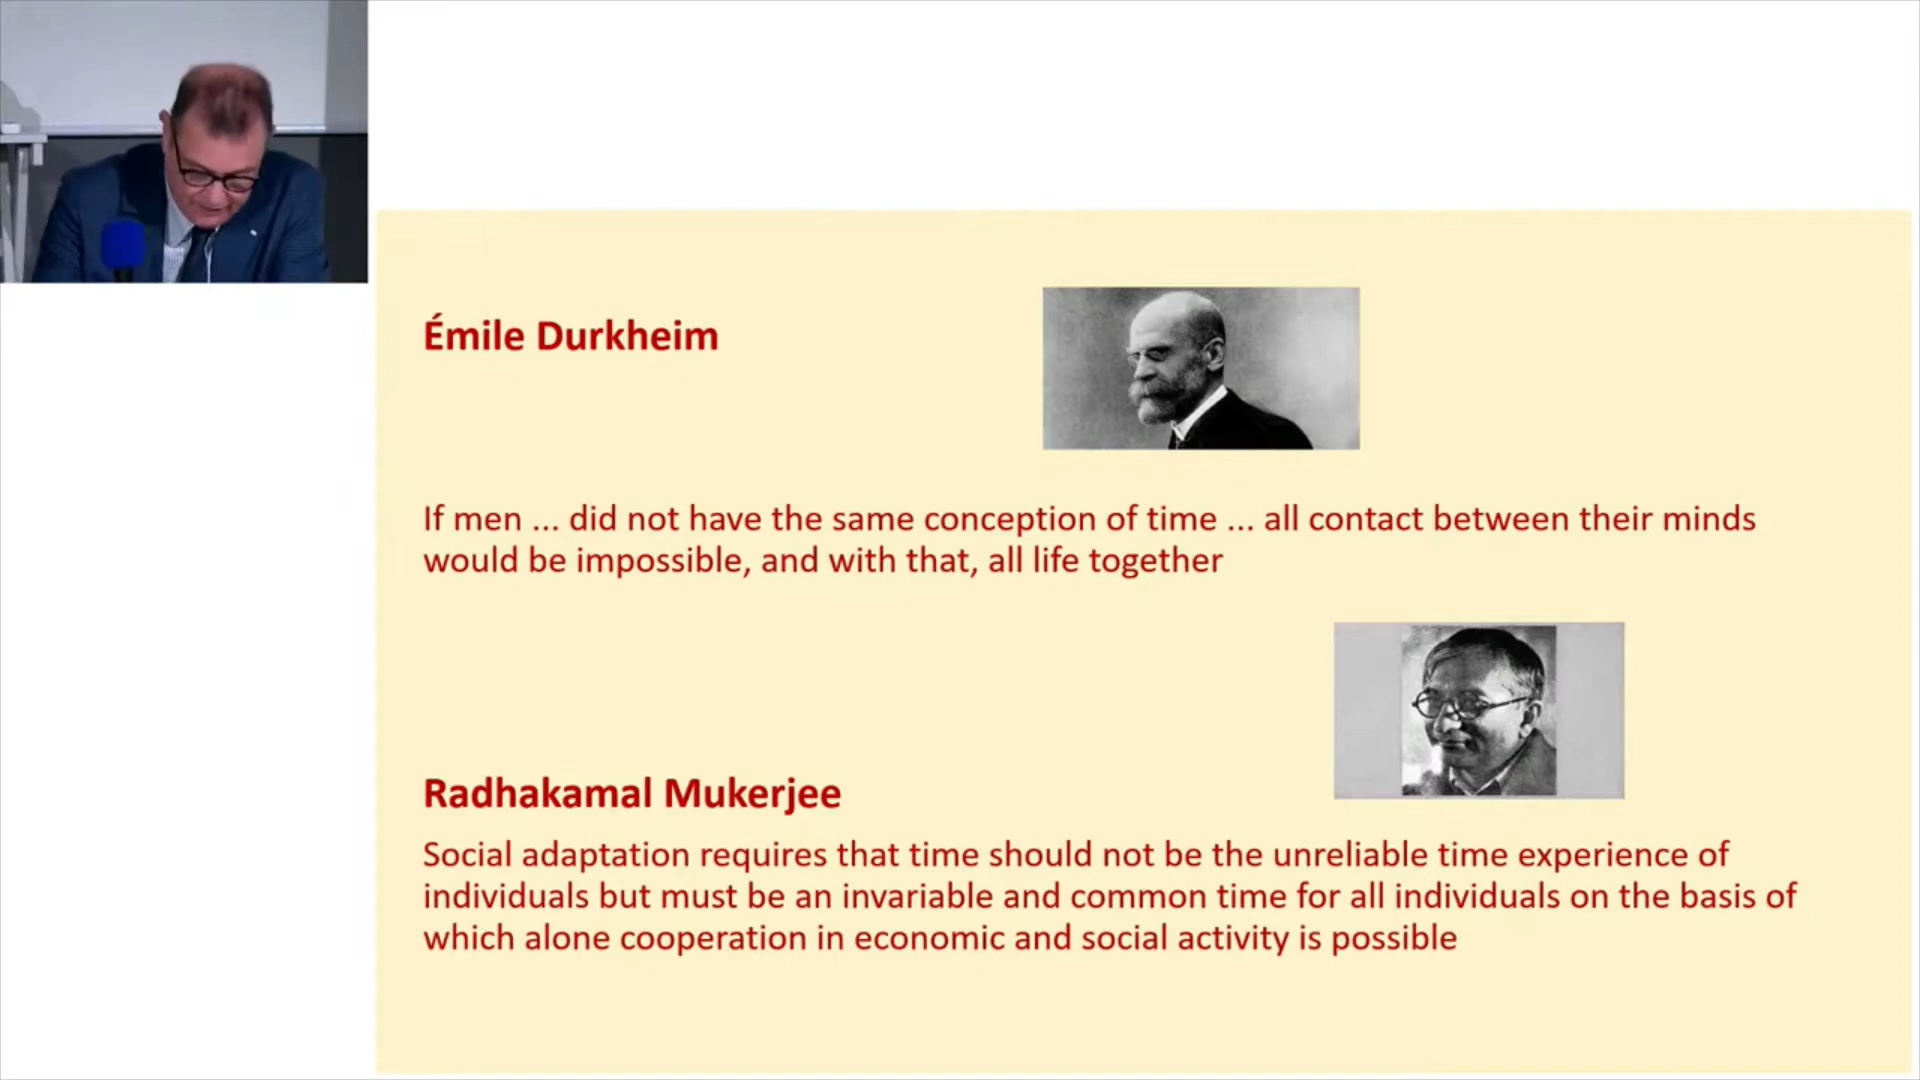 Émile Durkheim
If men ... did not have the same conception of time ... all contact between their minds
would be impossible, and with that, all life together
Radhakamal Mukerjee
Social adaptation requires that time should not be the unreliable time experience of
individuals but must be an invariable and common time for all individuals on the basis of
which alone cooperation in economic and social activity is possible